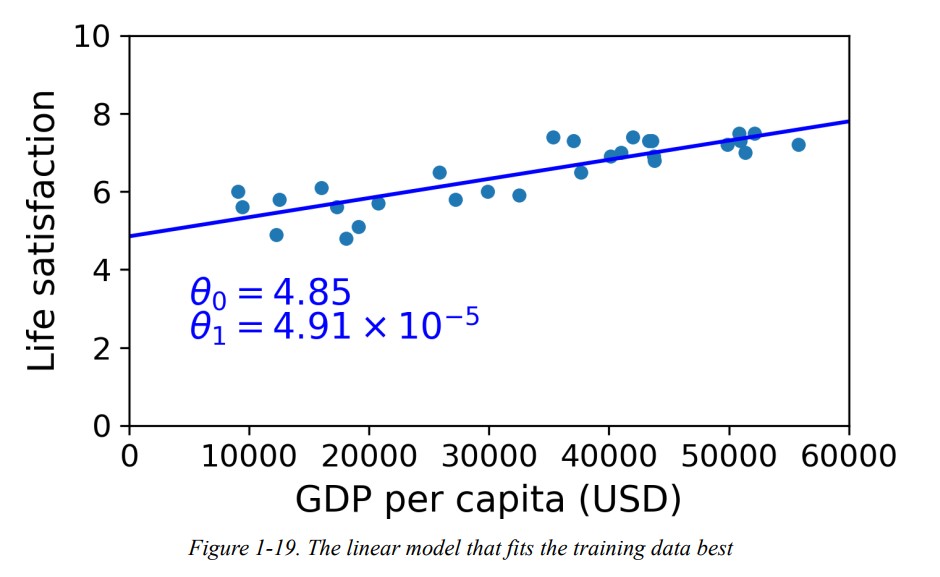 10
8
6
4
2
0
Life satisfaction
θ0 = 4.85
θ1 = 4.91 × 10−5
0 10000 20000 30000 40000 50000 60000
GDP per capita (USD)
Figure 1-19. The linear model that fits the training data best